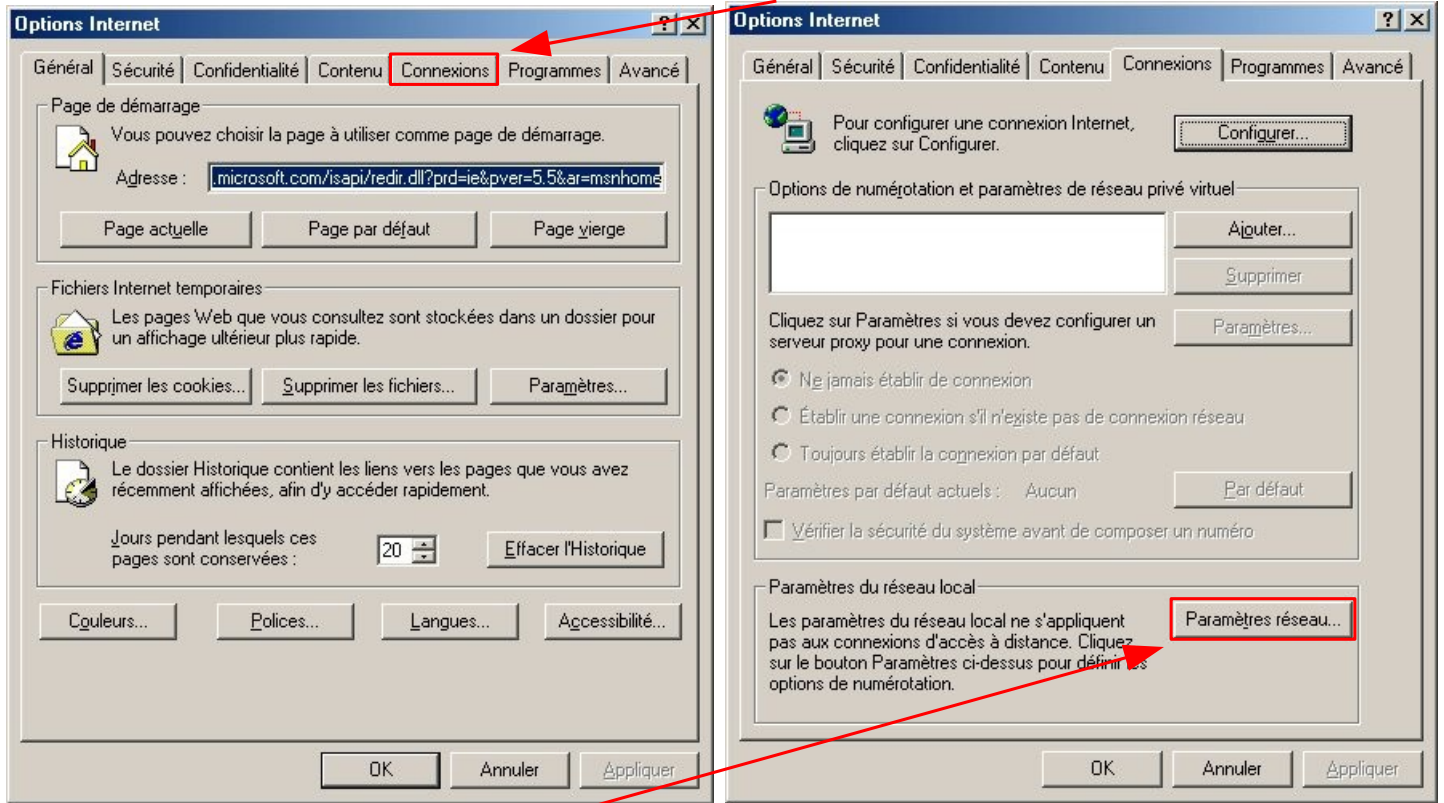 Options Internet
Général Sécurité Confidentialité Contenu Connexions Programmes Avancé
Page de démarrage
Vous pouvez choisir la page à utiliser comme page de démarrage.
Adresse : .microsoft.com/isapi/redir.dll?prd=ie&pver=5.5&ar=msnhome
Page actuelle Page par défaut Page vierge
Fichiers Internet temporaires
Les pages Web que vous consultez sont stockées dans un dossier pour
un affichage ultérieur plus rapide.
Supprimer les cookies... Supprimer les fichiers... Paramètres...
Historique
Le dossier Historique contient les liens vers les pages que vous avez
récemment affichées, afin d'y accéder rapidement.
Jours pendant lesquels ces
pages sont conservées :
20
Effacer l'Historique
Couleurs... Polices... Langues... Accessibilité...
OK Annuler Appliquer
Options Internet
Général Sécurité Confidentialité Contenu Connexions Programmes Avancé
Pour configurer une connexion Internet,
cliquez sur Configurer.
Configurer...
Options de numérotation et paramètres de réseau privé virtuel
Ajouter...
Supprimer
Cliquez sur Paramètres si vous devez configurer un
serveur proxy pour une connexion.
Paramètres...
Ne jamais établir de connexion
Établir une connexion s'il n'existe pas de connexion réseau
Toujours établir la connexion par défaut
Paramètres par défaut actuels : Aucun Par défaut
Vérifier la sécurité du système avant de composer un numéro
Paramètres du réseau local
Les paramètres du réseau local ne s'appliquent
pas aux connexions d'accès à distance. Cliquez
sur le bouton Paramètres ci-dessus pour définir les
options de numérotation.
Paramètres réseau...
OK Annuler Appliquer